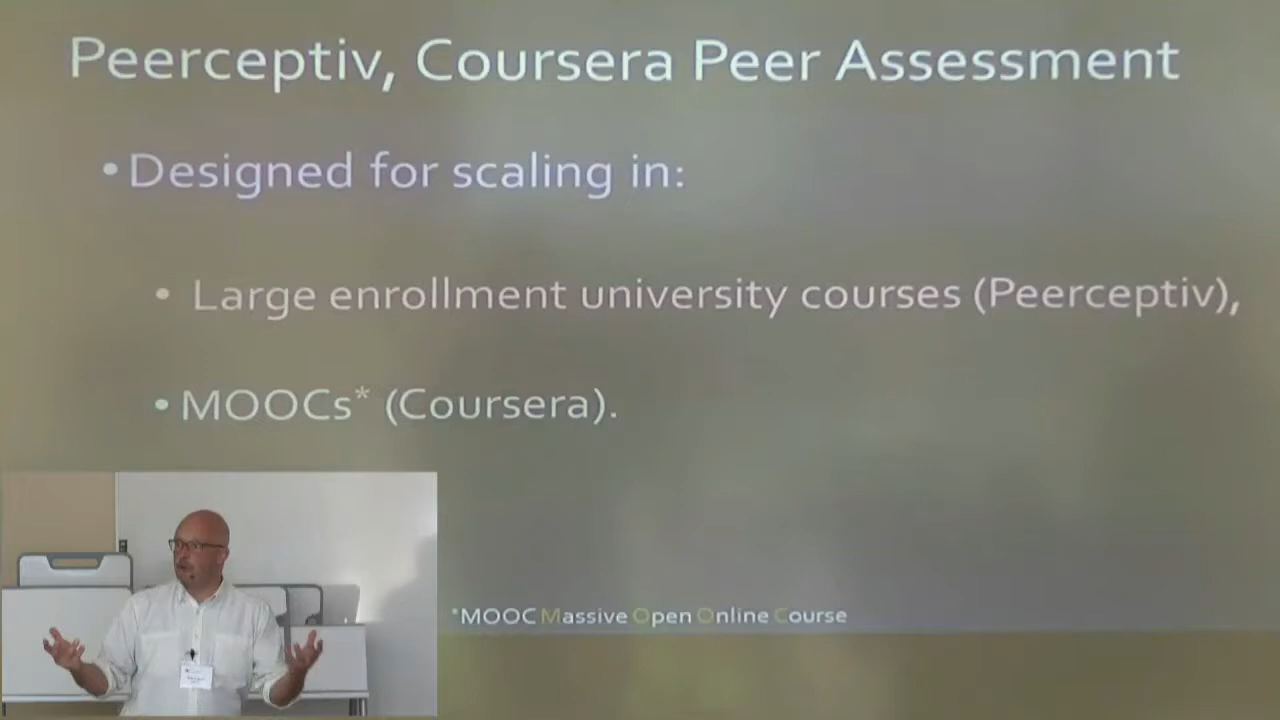 Peerceptiv, Coursera Peer Assessment
• Designed for scaling in:
• Large enrollment university courses (Peerceptiv),
• MOOCs* (Coursera).
*MOOC Massive Open Online Course